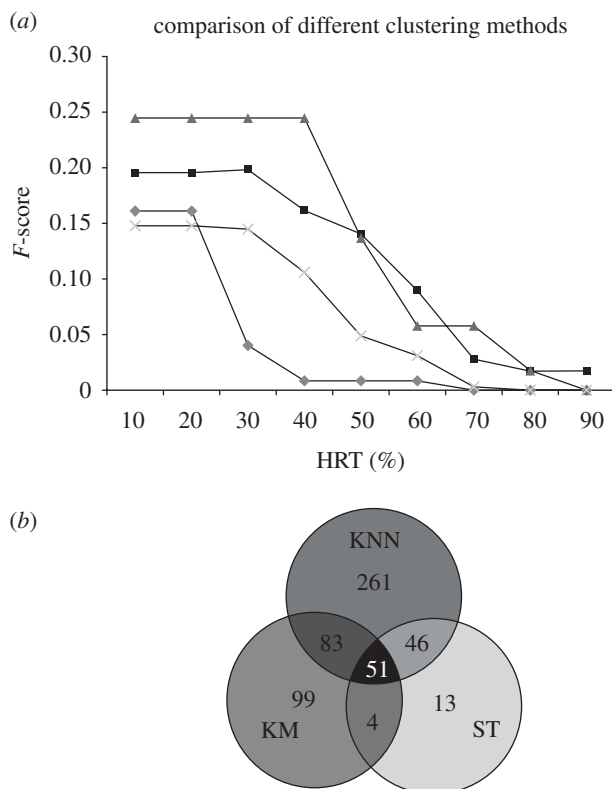 (a) comparison of different clustering methods
0.30
0.25
0.20
0.15
0.10
0.05
0
F-score
10 20 30 40 50 60 70 80 90
HRT (%)
(b)
KNN
261
83 46
51
99 13
4
KM ST